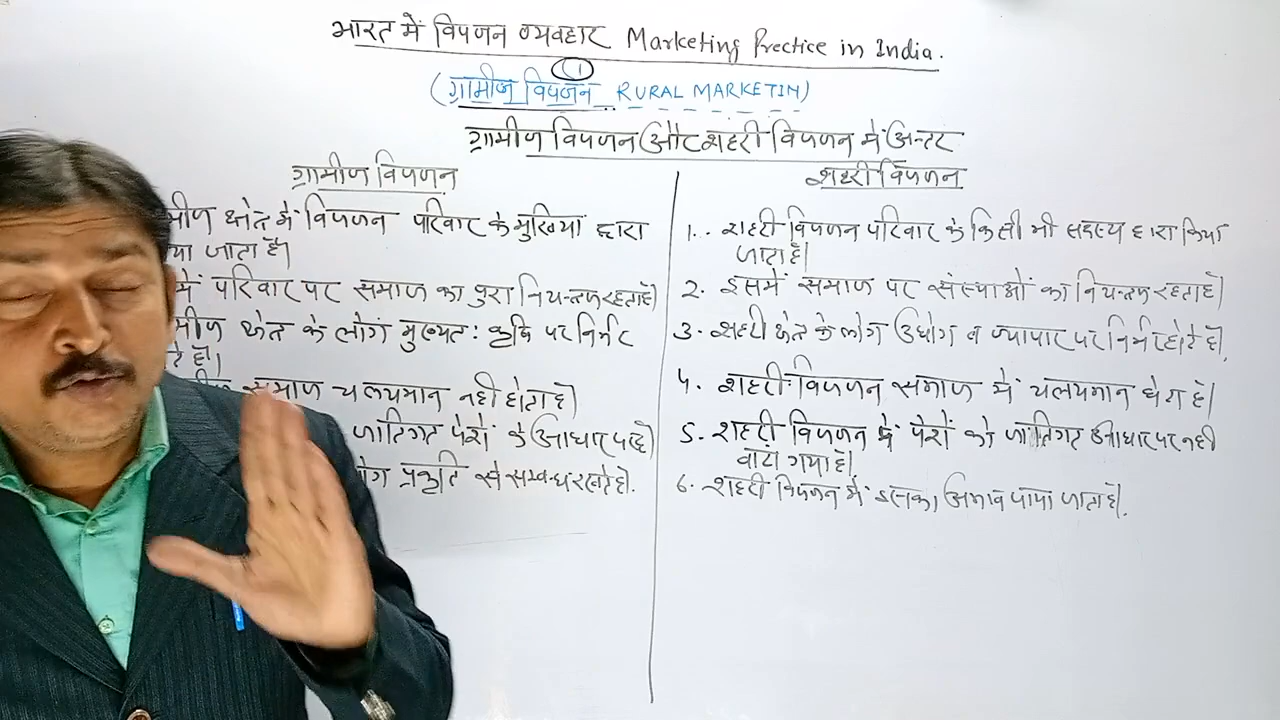 भारत में विपणन व्यवहार Marketing Prectice in India.
1
(ग्रामीण विपणन RURAL MARKETIN)
ग्रामीण विपणन और शहरी विपणन में अन्तर
ग्रामीण विपणन
मीण क्षेत्र में विपणन परिवार के मुखिया द्वारा
या जाता है।
में परिवार पर समाज का पुरा नियन्त्रण रहता है।
मीण क्षेत्र के लोग मुख्यत: कृषि पर निर्भर
ते है।
समाज चलयमान नही होता है।
जातिगत पेशों के आधार पर है।
लोग प्रकृति से सम्बन्ध रखते है.
शहरी विपणन
1.. शहरी विपणन परिवार के किसी भी सदस्य द्वारा किया
जाता है।
2. इसमें समाज पर संस्थाओं का नियन्त्रण रहता है।
3. शहरी क्षेत्र के लोग उधोग व व्यापार पर निर्भर होते है।
4. शहरी विपणन समाज में चलयमान होता है।
5. शहरी विपणन में पेशों को जातिगत आधार पर नही
बाटा गया है।
6. शहरी विपणन में इसका अभाव पाया जाता है।